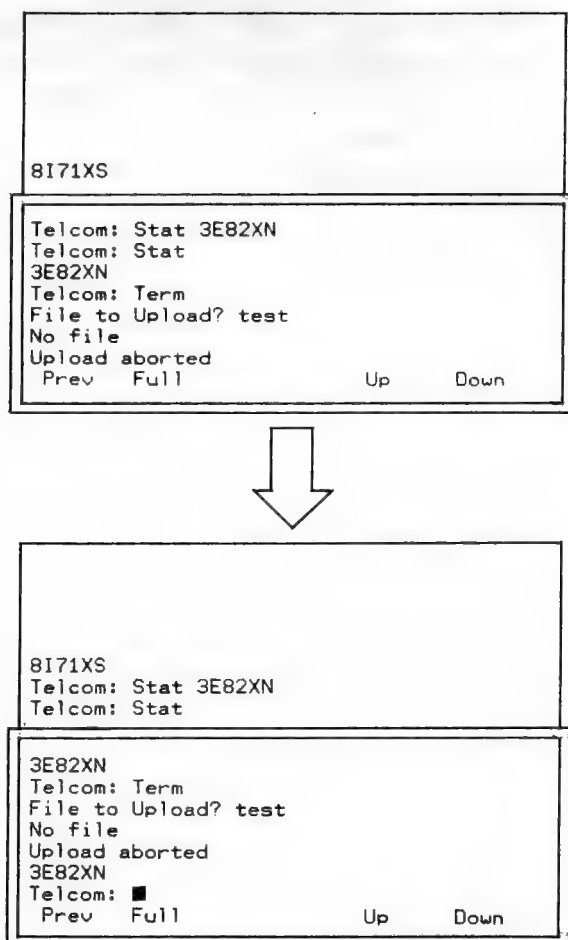 8I71XS
Telcom: Stat 3E82XN
Telcom: Stat
3E82XN
Telcom: Term
File to Upload? test
No file
Upload aborted
Prev Full Up Down
8I71XS
Telcom: Stat 3E82XN
Telcom: Stat
3E82XN
Telcom: Term
File to Upload? test
No file
Upload aborted
3E82XN
Telcom:
Prev Full Up Down